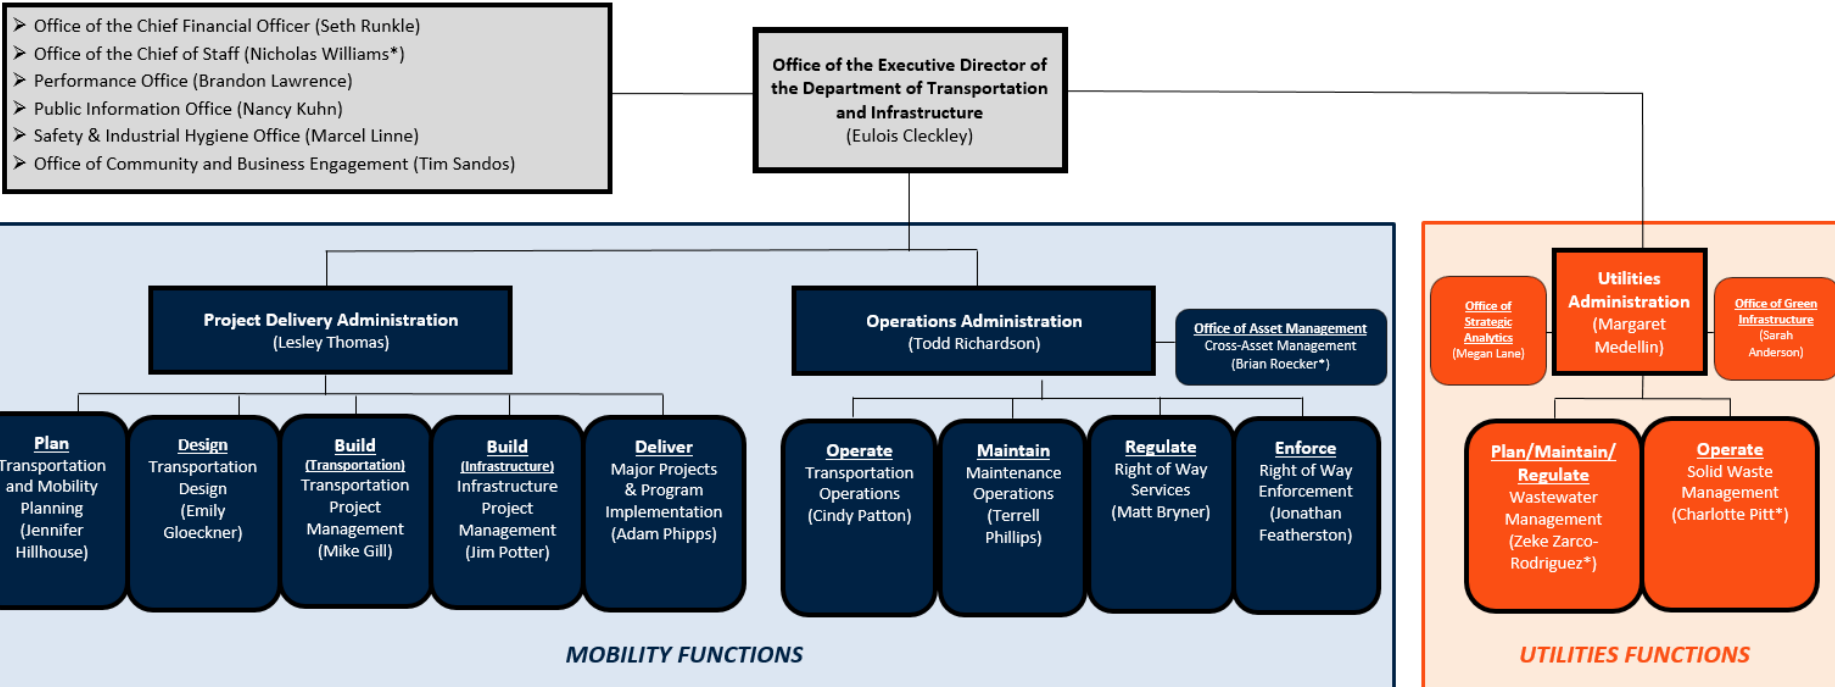 ➢ Office of the Chief Financial Officer (Seth Runkle)
➢ Office of the Chief of Staff (Nicholas Williams*)
➢ Performance Office (Brandon Lawrence)
➢ Public Information Office (Nancy Kuhn)
➢ Safety & Industrial Hygiene Office (Marcel Linne)
➢ Office of Community and Business Engagement (Tim Sandos)
Office of the Executive Director of
the Department of Transportation
and Infrastructure
(Eulois Cleckley)
Project Delivery Administration
(Lesley Thomas)
Operations Administration
(Todd Richardson)
Office of Asset Management
Cross-Asset Management
(Brian Roecker*)
Office of
Strategic
Analytics
(Megan Lane)
Utilities
Administration
(Margaret
Medellin)
Office of Green
Infrastructure
(Sarah
Anderson)
Plan
Transportation
and Mobility
Planning
(Jennifer
Hillhouse)
Design
Transportation
Design
(Emily
Gloeckner)
Build
(Transportation)
Transportation
Project
Management
(Mike Gill)
Build
(Infrastructure)
Infrastructure
Project
Management
(Jim Potter)
Deliver
Major Projects
& Program
Implementation
(Adam Phipps)
Operate
Transportation
Operations
(Cindy Patton)
Maintain
Maintenance
Operations
(Terrell
Phillips)
Regulate
Right of Way
Services
(Matt Bryner)
Enforce
Right of Way
Enforcement
(Jonathan
Featherston)
Plan/Maintain/
Regulate
Wastewater
Management
(Zeke Zarco-
Rodriguez*)
Operate
Solid Waste
Management
(Charlotte Pitt*)
MOBILITY FUNCTIONS
UTILITIES FUNCTIONS